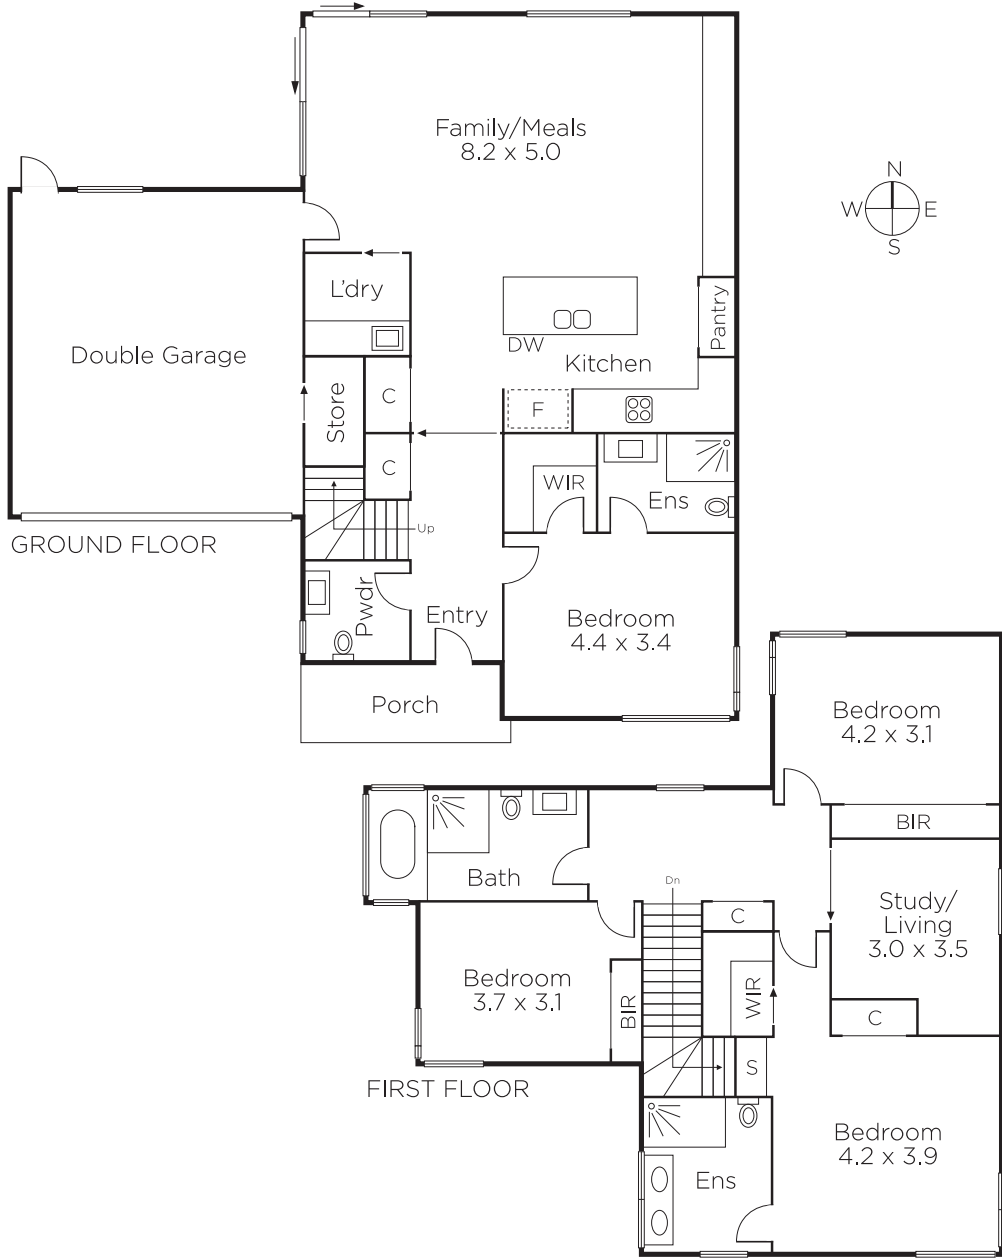 Family/Meals
8.2 x 5.0
N
W E
S
L'dry
Pantry
DW
Double Garage
Kitchen
Store
C
F
C
WIR
Ens
Up
GROUND FLOOR
Pwdr
Entry
Bedroom
4.4 x 3.4
Porch
Bedroom
4.2 x 3.1
BIR
Bath
Dn
Study/
Living
3.0 x 3.5
C
Bedroom
3.7 x 3.1
BIR
WIR
C
S
FIRST FLOOR
Bedroom
4.2 x 3.9
Ens